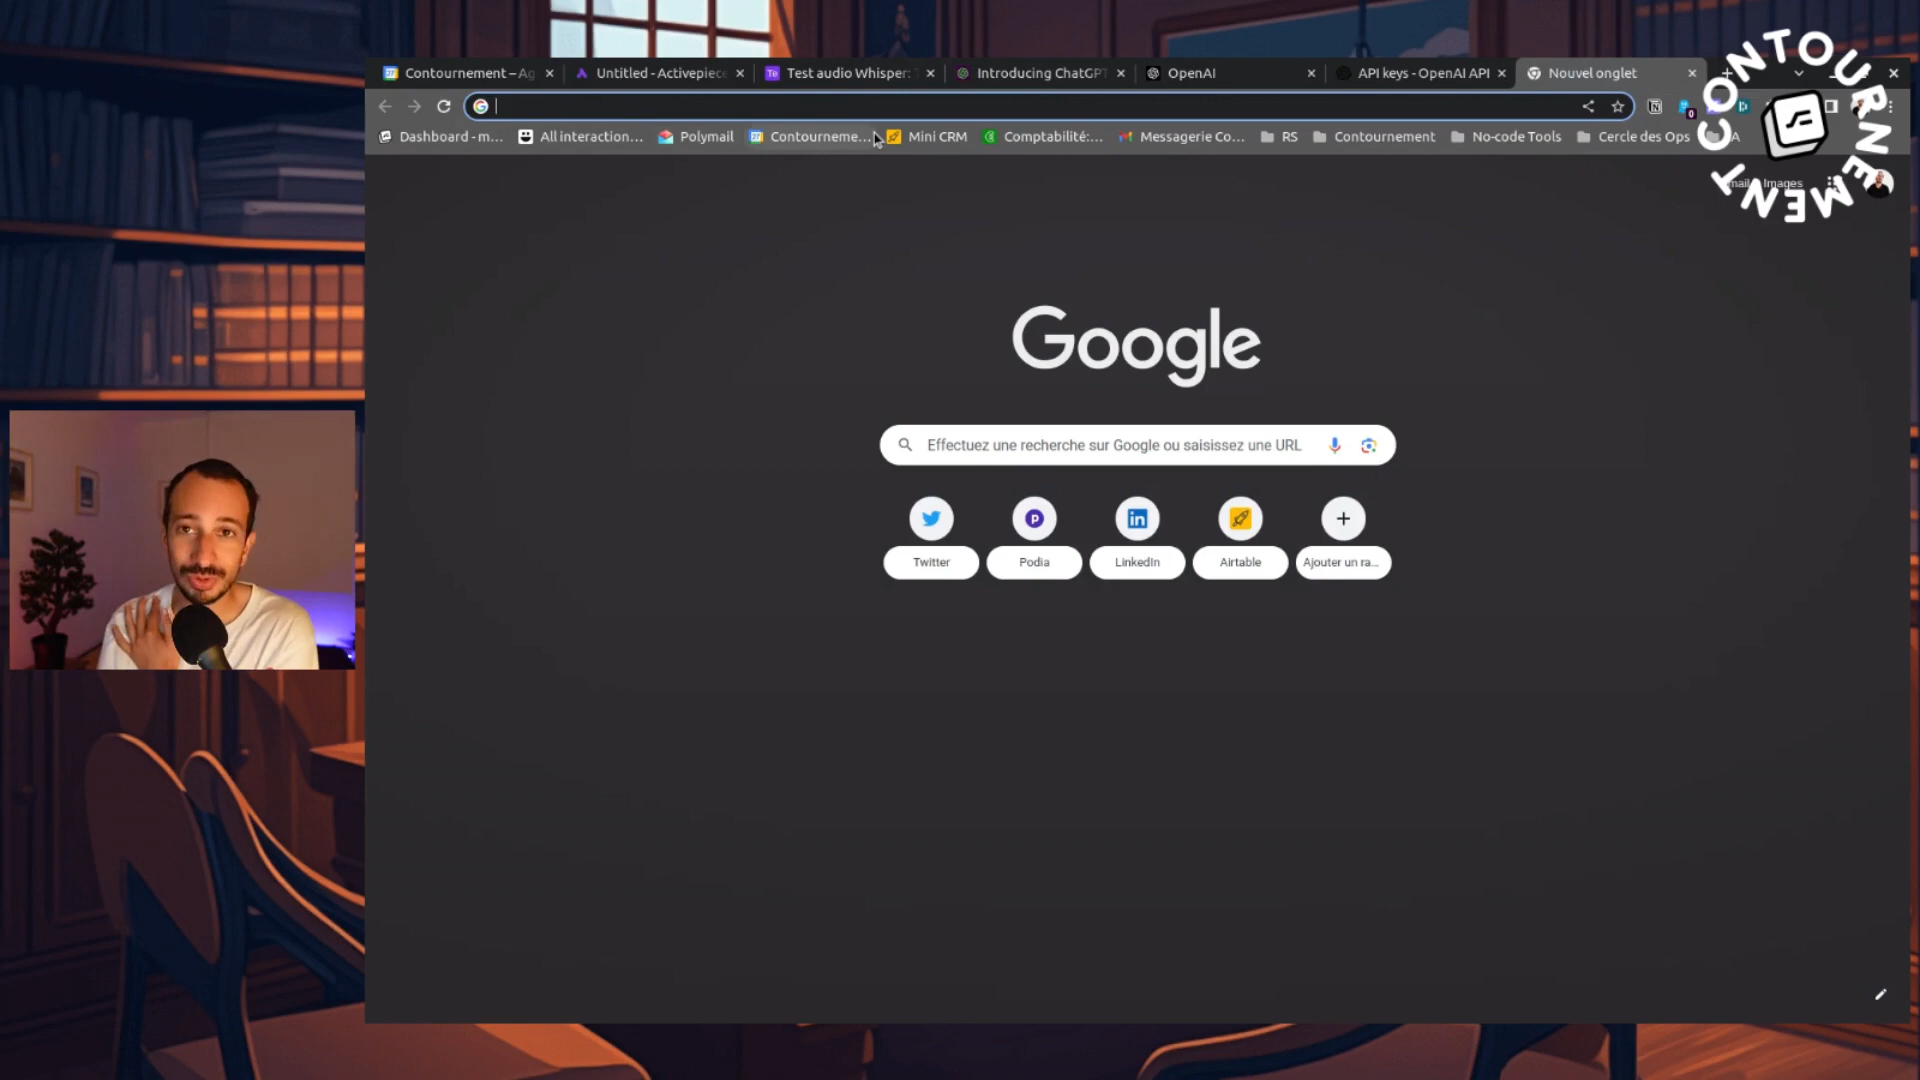 Contournement – Ag
Untitled - Activepiece
Test audio Whisper: T
Introducing ChatGPT
OpenAI
API keys - OpenAI API
Nouvel onglet
Dashboard - m...
All interaction...
Polymail
Contourneme...
Mini CRM
Comptabilité:...
Messagerie Co...
RS
Contournement
No-code Tools
Cercle des Ops
Images
CONTOURNEMENT
Google
Effectuez une recherche sur Google ou saisissez une URL
Twitter
Podia
LinkedIn
Airtable
Ajouter un ra...